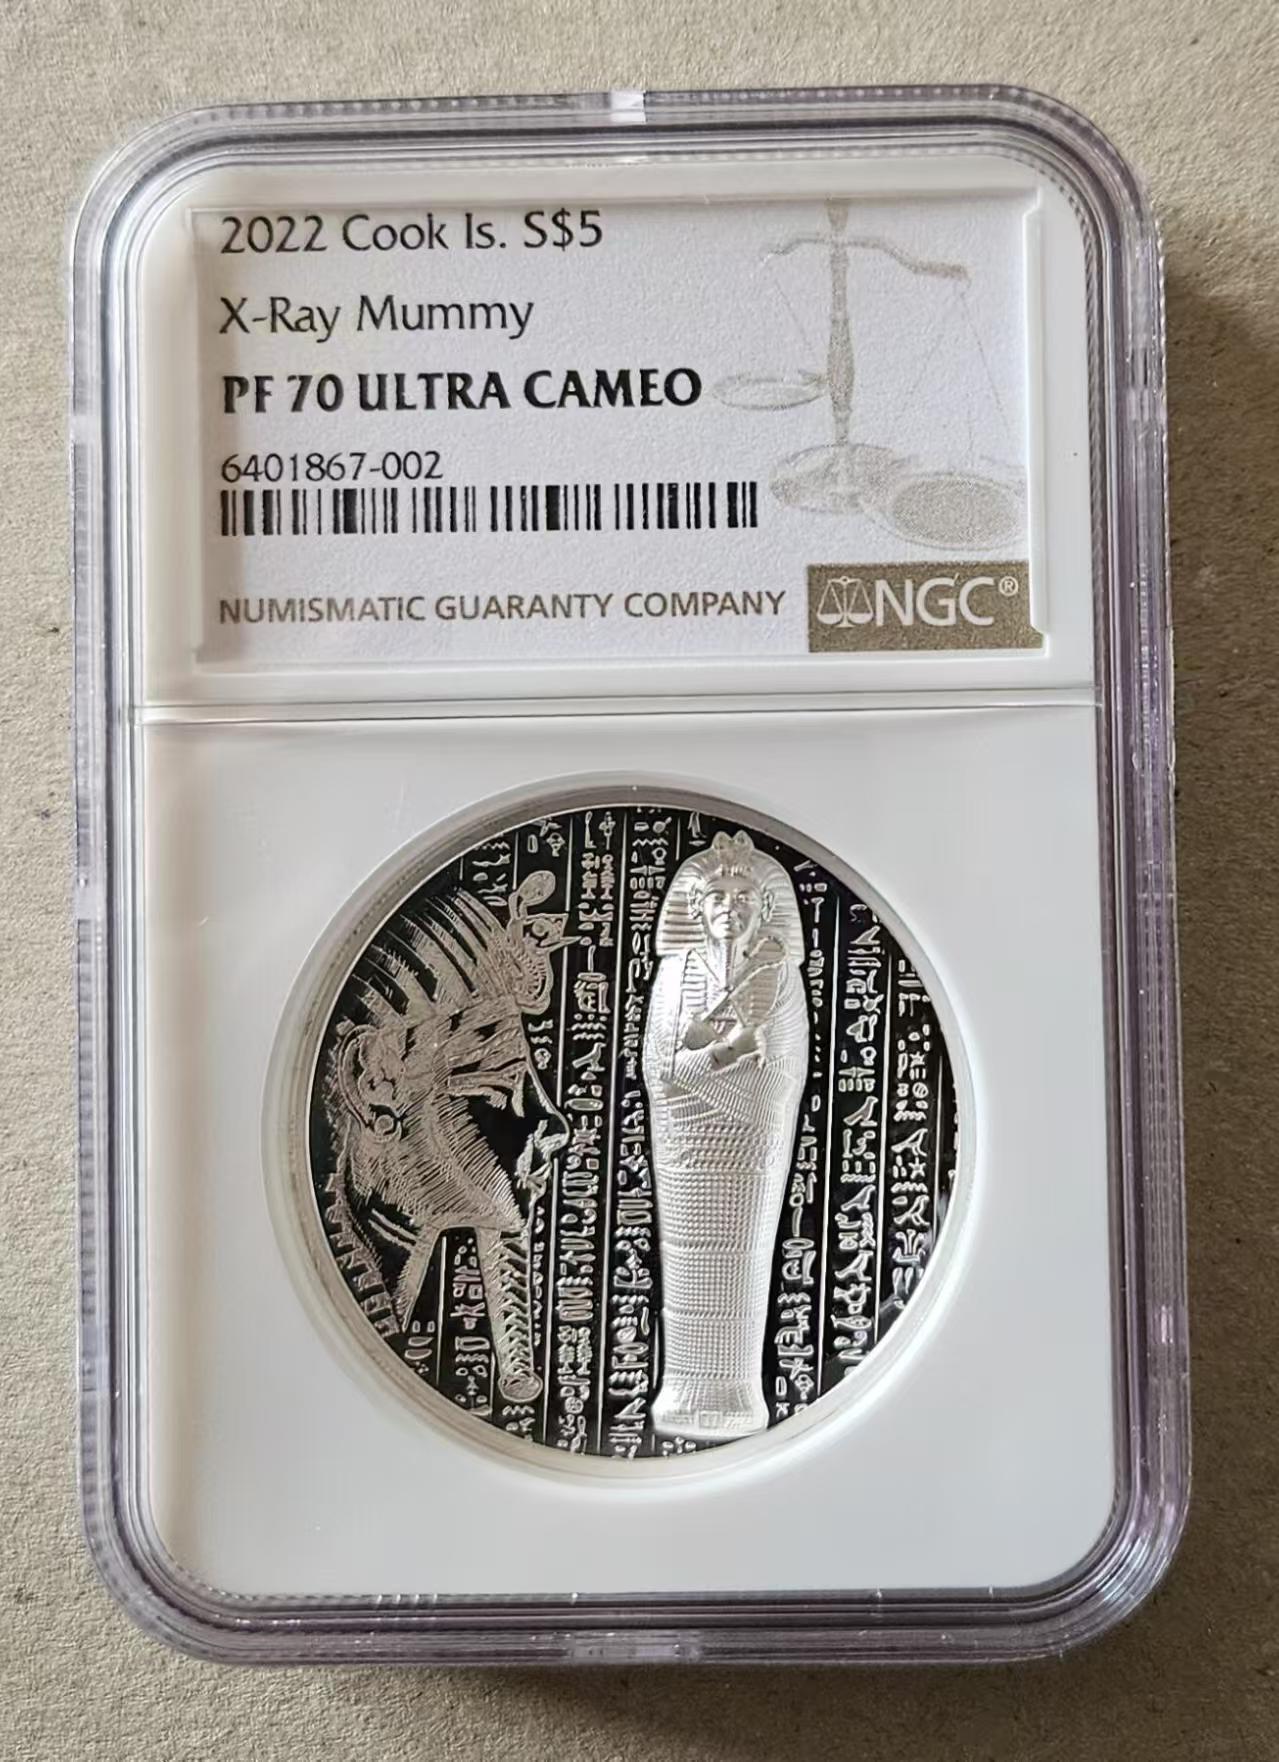 2022 Cook Is. S$5
X-Ray Mummy
PF 70 ULTRA CAMEO
6401867-002
NUMISMATIC GUARANTY COMPANY
NGC®